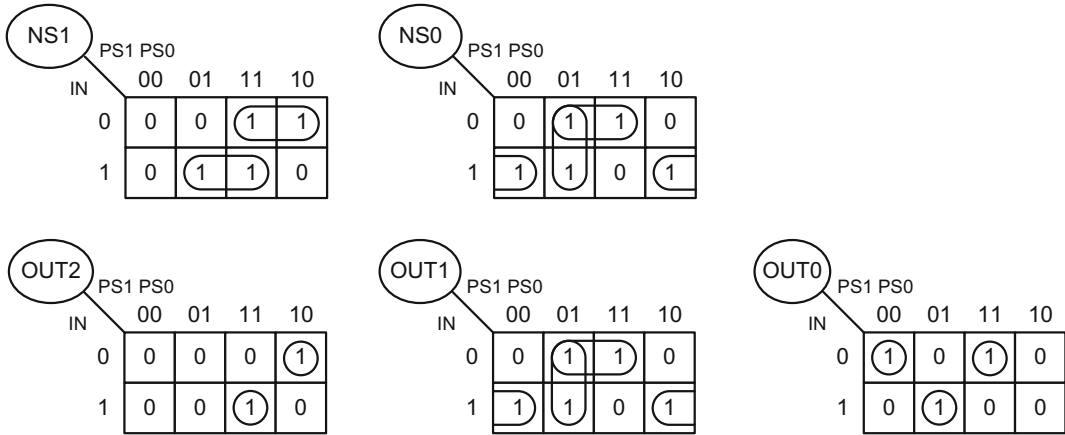 NS1 NS0
PS1 PS0 PS1 PS0
IN 00 01 11 10 IN 00 01 11 10
0 0 0 1 1 0 0 1 1 0
1 0 1 1 0 1 1 1 0 1
OUT2 OUT1 OUT0
PS1 PS0 PS1 PS0 PS1 PS0
IN 00 01 11 10 IN 00 01 11 10 IN 00 01 11 10
0 0 0 0 1 0 0 1 1 0 0 1 0 1 0
1 0 0 1 0 1 1 1 0 1 1 0 1 0 0